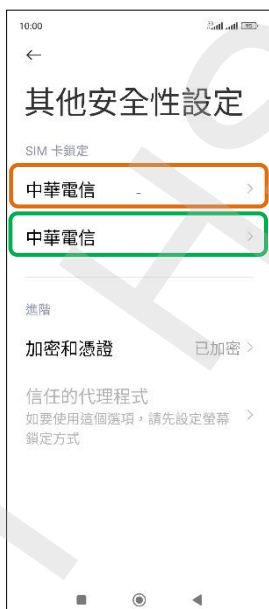 10:00
95
其他安全性設定
SIM 卡鎖定
中華電信
中華電信
進階
加密和憑證 已加密
信任的代理程式
如要使用這個選項，請先設定螢幕
鎖定方式